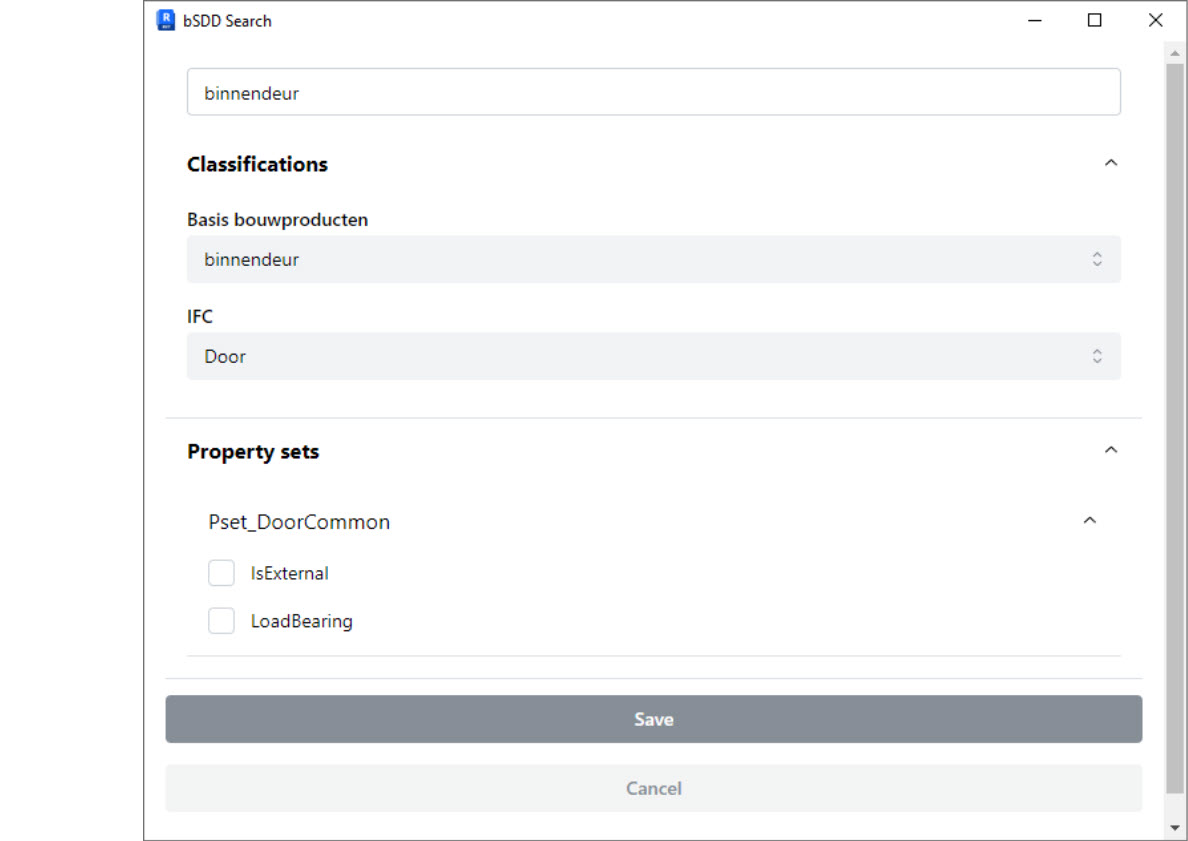 bSDD Search
binnendeur
Classifications
Basis bouwproducten
binnendeur
IFC
Door
Property sets
Pset_DoorCommon
IsExternal
LoadBearing
Save
Cancel